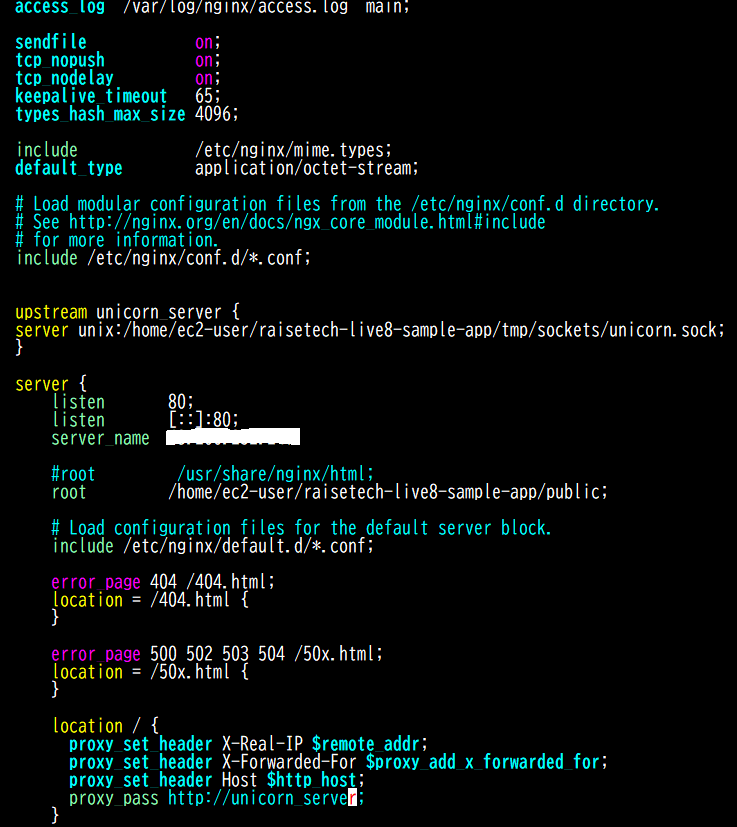 access_log  /var/log/nginx/access.log  main;
sendfile            on;
tcp_nopush          on;
tcp_nodelay         on;
keepalive_timeout   65;
types_hash_max_size 4096;
include             /etc/nginx/mime.types;
default_type        application/octet-stream;
# Load modular configuration files from the /etc/nginx/conf.d directory.
# See http://nginx.org/en/docs/ngx_core_module.html#include
# for more information.
include /etc/nginx/conf.d/*.conf;
upstream unicorn_server {
server unix:/home/ec2-user/raisetech-live8-sample-app/tmp/sockets/unicorn.sock;
}
server {
    listen       80;
    listen       [::]:80;
    server_name
    #root         /usr/share/nginx/html;
    root         /home/ec2-user/raisetech-live8-sample-app/public;
    # Load configuration files for the default server block.
    include /etc/nginx/default.d/*.conf;
    error_page 404 /404.html;
    location = /404.html {
    }
    error_page 500 502 503 504 /50x.html;
    location = /50x.html {
    }
    location / {
      proxy_set_header X-Real-IP $remote_addr;
      proxy_set_header X-Forwarded-For $proxy_add_x_forwarded_for;
      proxy_set_header Host $http_host;
      proxy_pass http://unicorn_server;
    }